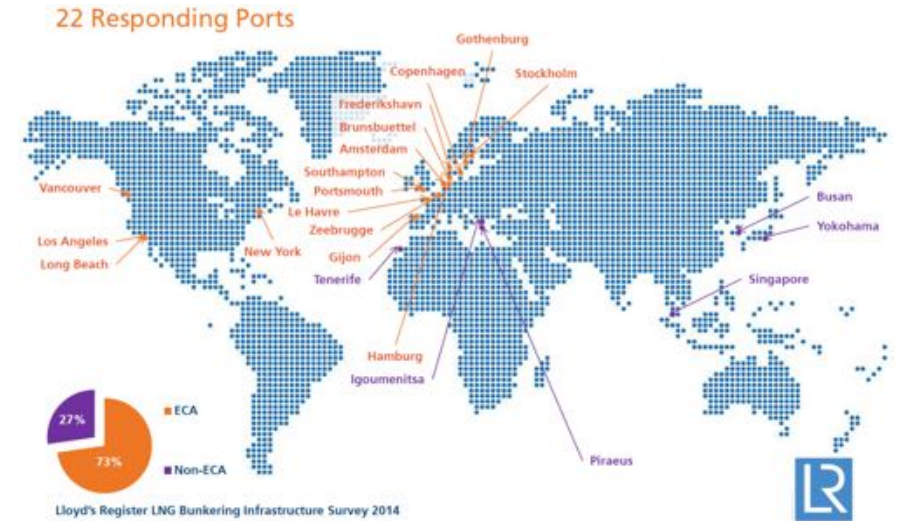 22 Responding Ports
Gothenburg
Copenhagen
Stockholm
Frederikshavn
Brunsbuettel
Amsterdam
Southampton
Vancouver
Portsmouth
Busan
Le Havre
Yokohama
Zeebrugge
Los Angeles
New York
Gijon
Long Beach
Tenerife
Singapore
Hamburg
Igoumenitsa
27%
ECA
73%
Piraeus
Non-ECA
LR
Lloyd's Register LNG Bunkering Infrastructure Survey 2014